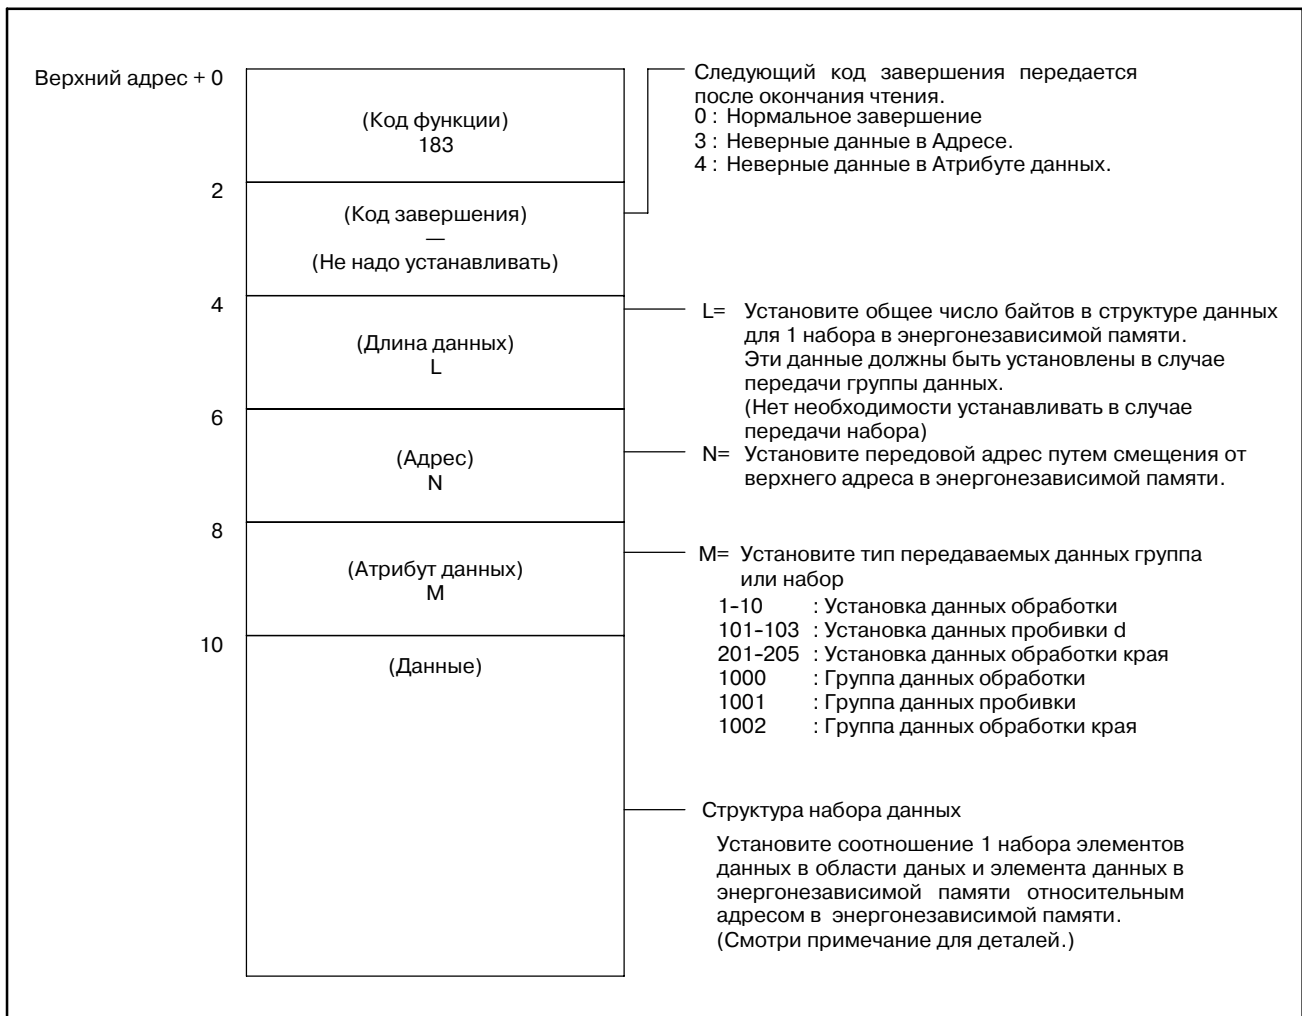 Верхний адрес + 0
(Код функции)
183
Следующий код завершения передается
после окончания чтения.
0 : Нормальное завершение
3 : Неверные данные в Адресе.
4 : Неверные данные в Атрибуте данных.
2
(Код завершения)
—
(Не надо устанавливать)
4
(Длина данных)
L
L= Установите общее число байтов в структуре данных
для 1 набора в энергонезависимой памяти.
Эти данные должны быть установлены в случае
передачи группы данных.
(Нет необходимости устанавливать в случае
передачи набора)
6
(Адрес)
N
N= Установите передовой адрес путем смещения от
верхнего адреса в энергонезависимой памяти.
8
(Атрибут данных)
M
M= Установите тип передаваемых данных группа
или набор
1-10 : Установка данных обработки
101-103 : Установка данных пробивки d
201-205 : Установка данных обработки края
1000 : Группа данных обработки
1001 : Группа данных пробивки
1002 : Группа данных обработки края
10
(Данные)
Структура набора данных
Установите соотношение 1 набора элементов
данных в области даных и элемента данных в
энергонезависимой памяти относительным
адресом в энергонезависимой памяти.
(Смотри примечание для деталей.)